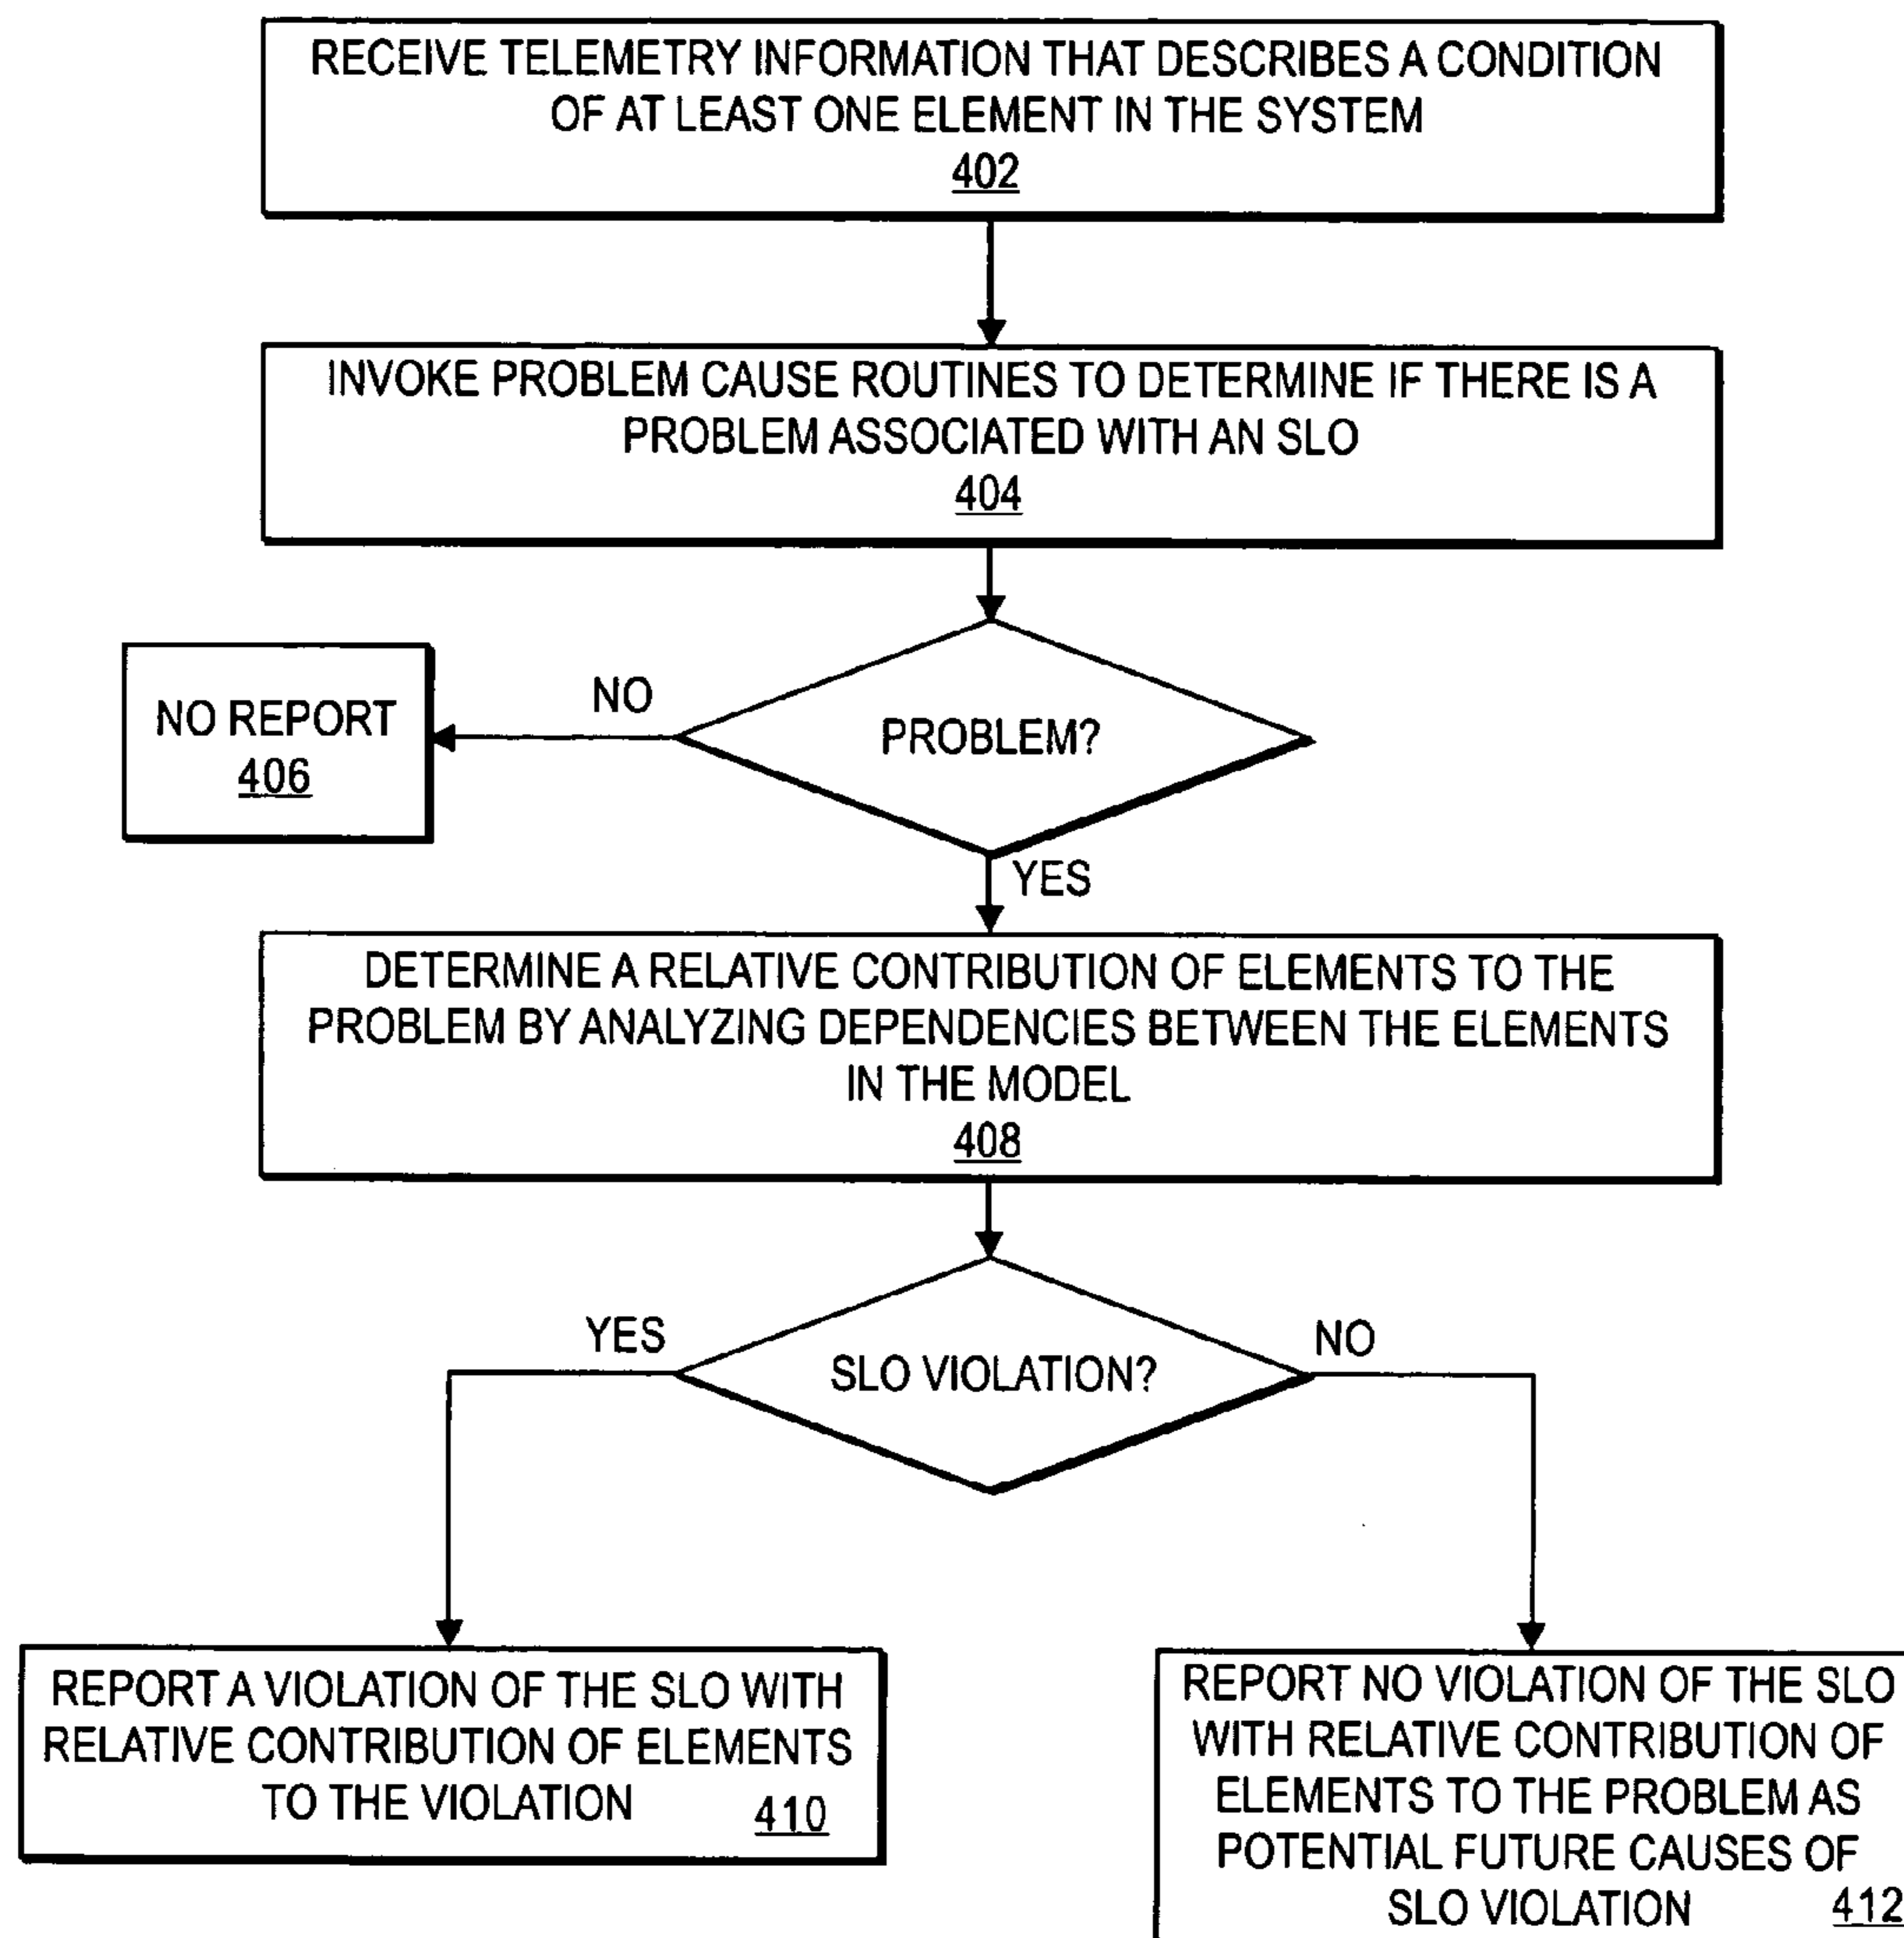 RECEIVE TELEMETRY INFORMATION THAT DESCRIBES A CONDITION
OF AT LEAST ONE ELEMENT IN THE SYSTEM
402
INVOKE PROBLEM CAUSE ROUTINES TO DETERMINE IF THERE IS A
PROBLEM ASSOCIATED WITH AN SLO
404
NO
PROBLEM?
NO REPORT
406
YES
DETERMINE A RELATIVE CONTRIBUTION OF ELEMENTS TO THE
PROBLEM BY ANALYZING DEPENDENCIES BETWEEN THE ELEMENTS
IN THE MODEL
408
YES
SLO VIOLATION?
NO
REPORT A VIOLATION OF THE SLO WITH
RELATIVE CONTRIBUTION OF ELEMENTS
TO THE VIOLATION 410
REPORT NO VIOLATION OF THE SLO
WITH RELATIVE CONTRIBUTION OF
ELEMENTS TO THE PROBLEM AS
POTENTIAL FUTURE CAUSES OF
SLO VIOLATION 412